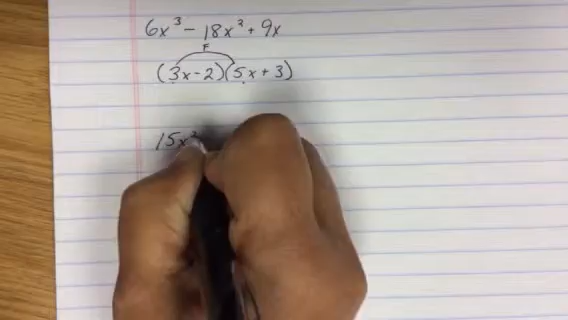 6x³ - 18x² + 9x
F
(3x-2)(5x+3)
15x²